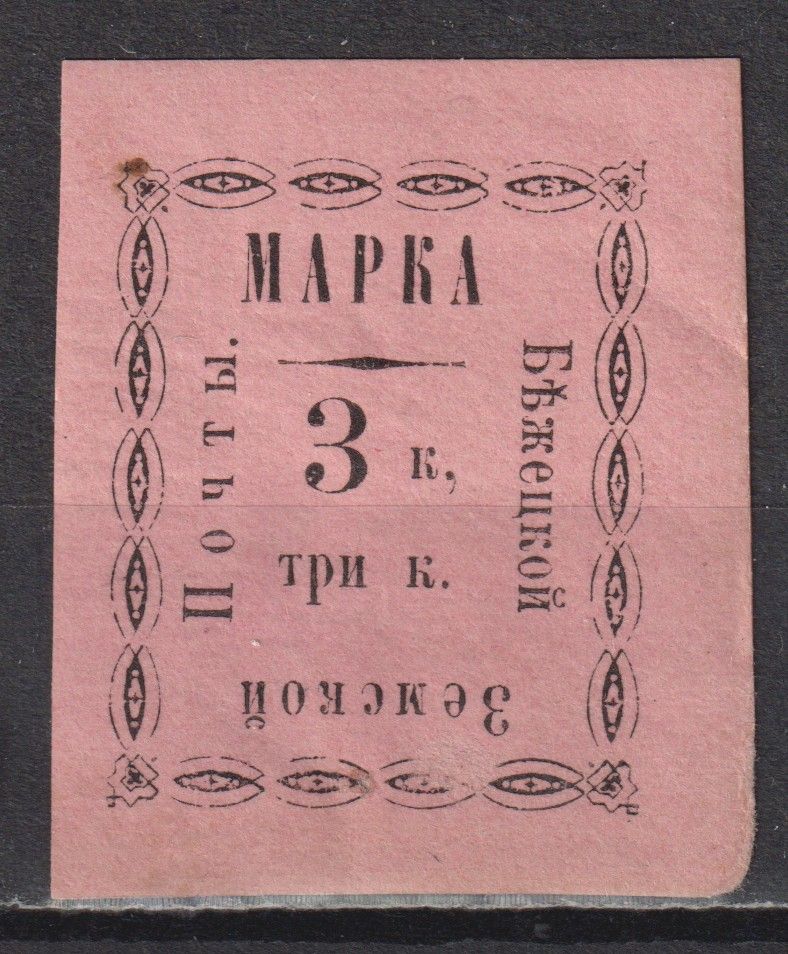 МАРКА
Бѣжецкой
Земской
Почты.
3 к,
три к.